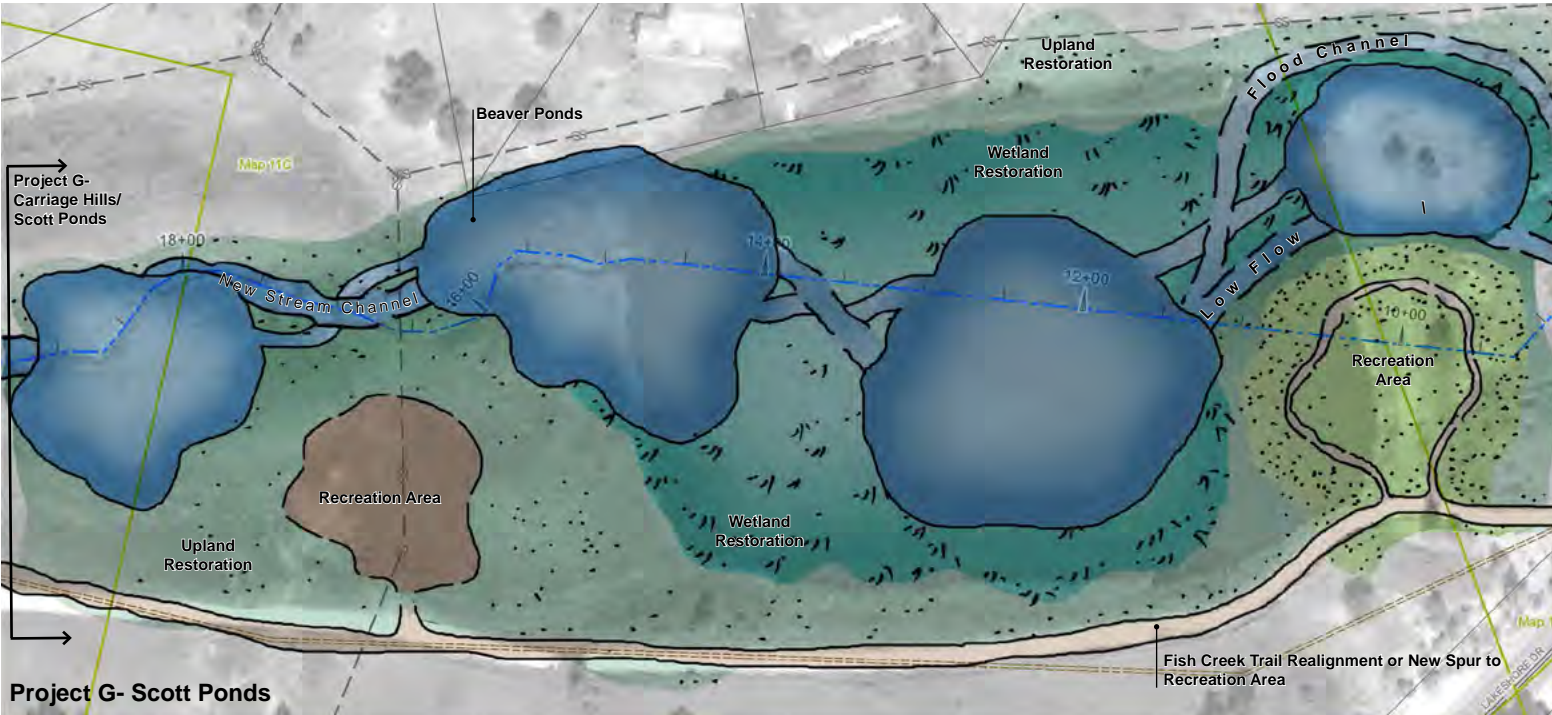 Upland
Restoration
Flood Channel
Beaver Ponds
Wetland
Restoration
Map 11C
Project G-
Carriage Hills/
Scott Ponds
18+00
14+00
12+00
16+00
10+00
New Stream Channel
Low Flow
Recreation
Area
Recreation Area
Wetland
Restoration
Upland
Restoration
Fish Creek Trail Realignment or New Spur to
Recreation Area
LAKESHORE DR
Project G- Scott Ponds